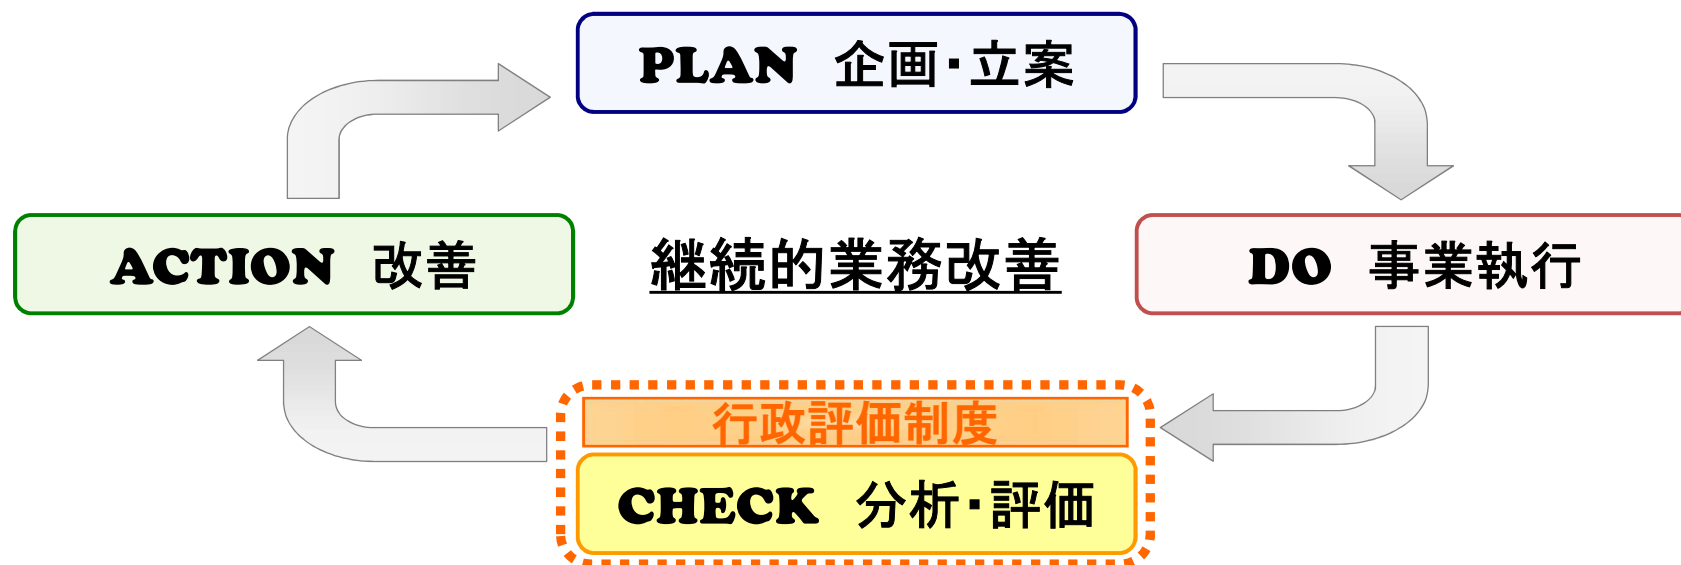 PLAN 企画・立案
ACTION 改善
継続的業務改善
DO 事業執行
行政評価制度
CHECK 分析・評価